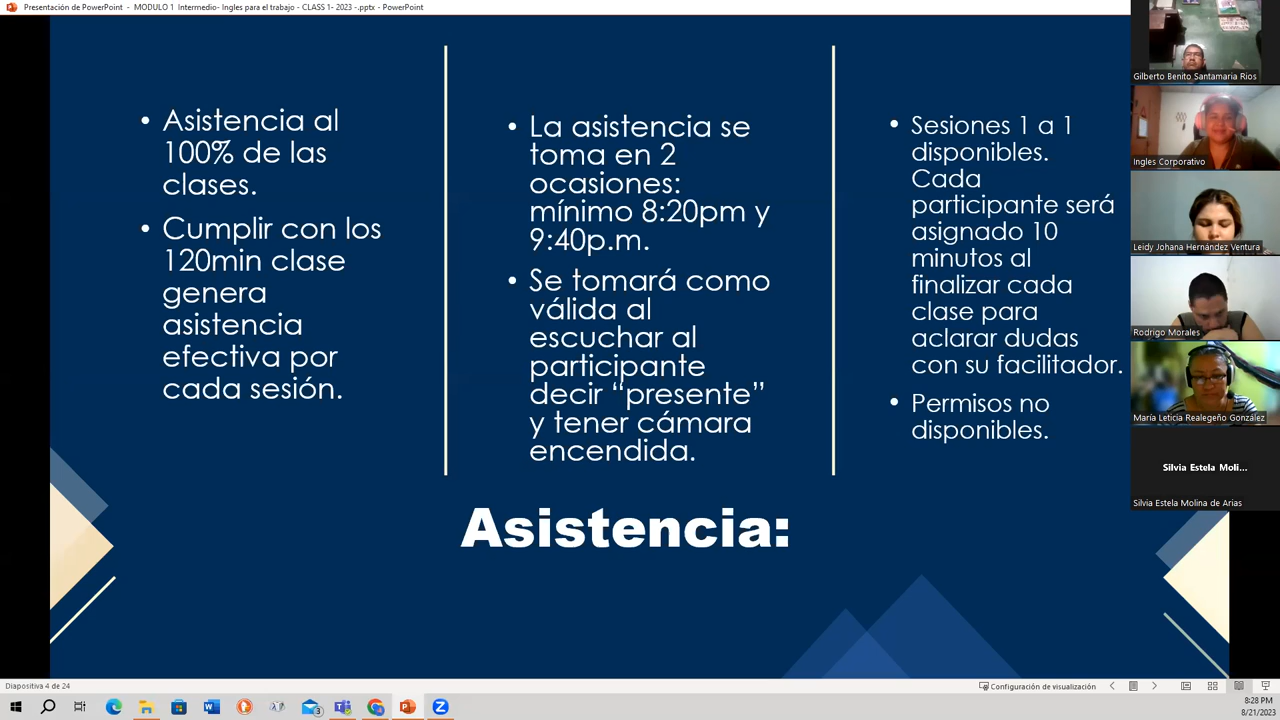 Presentación de PowerPoint - MODULO 1 Intermedio- Ingles para el trabajo - CLASS 1- 2023 -.pptx - PowerPoint
• Asistencia al
100% de las
clases.
• Cumplir con los
120min clase
genera
asistencia
efectiva por
cada sesión.
• La asistencia se
toma en 2
ocasiones:
mínimo 8:20pm y
9:40p.m.
• Se tomará como
válida al
escuchar al
participante
decir “presente”
y tener cámara
encendida.
• Sesiones 1 a 1
disponibles.
Cada
participante será
asignado 10
minutos al
finalizar cada
clase para
aclarar dudas
con su facilitador.
• Permisos no
disponibles.
Asistencia:
Gilberto Benito Santamaria Rios
Ingles Corporativo
Leidy Johana Hernández Ventura
Rodrigo Morales
María Leticia Realegeño González
Silvia Estela Moli...
Silvia Estela Molina de Arias
Diapositiva 4 de 24
Configuración de visualización
8:28 PM
8/21/2023